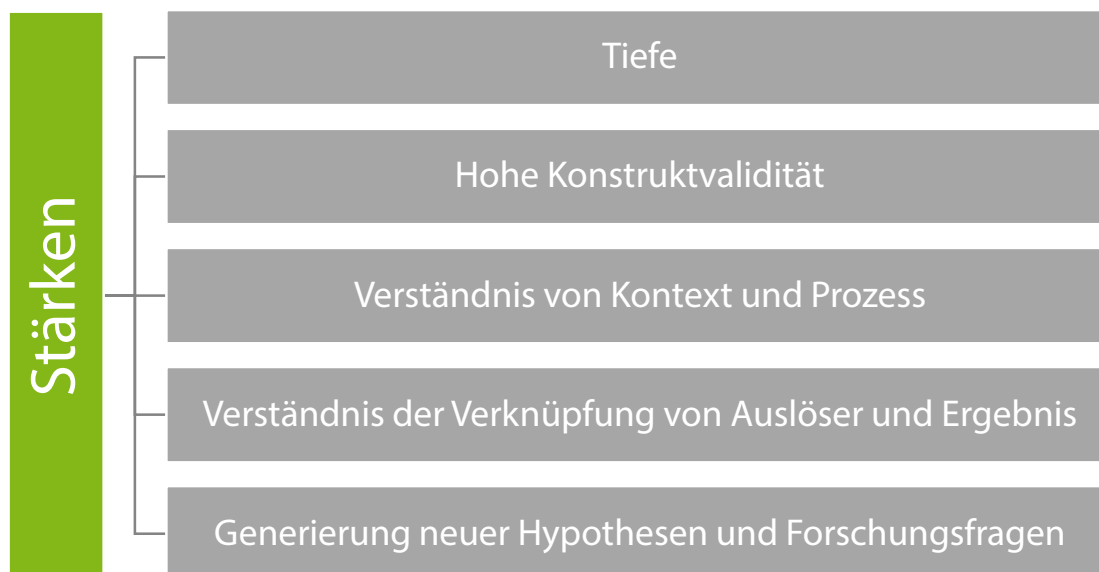 Stärken
Tiefe
Hohe Konstruktvalidität
Verständnis von Kontext und Prozess
Verständnis der Verknüpfung von Auslöser und Ergebnis
Generierung neuer Hypothesen und Forschungsfragen